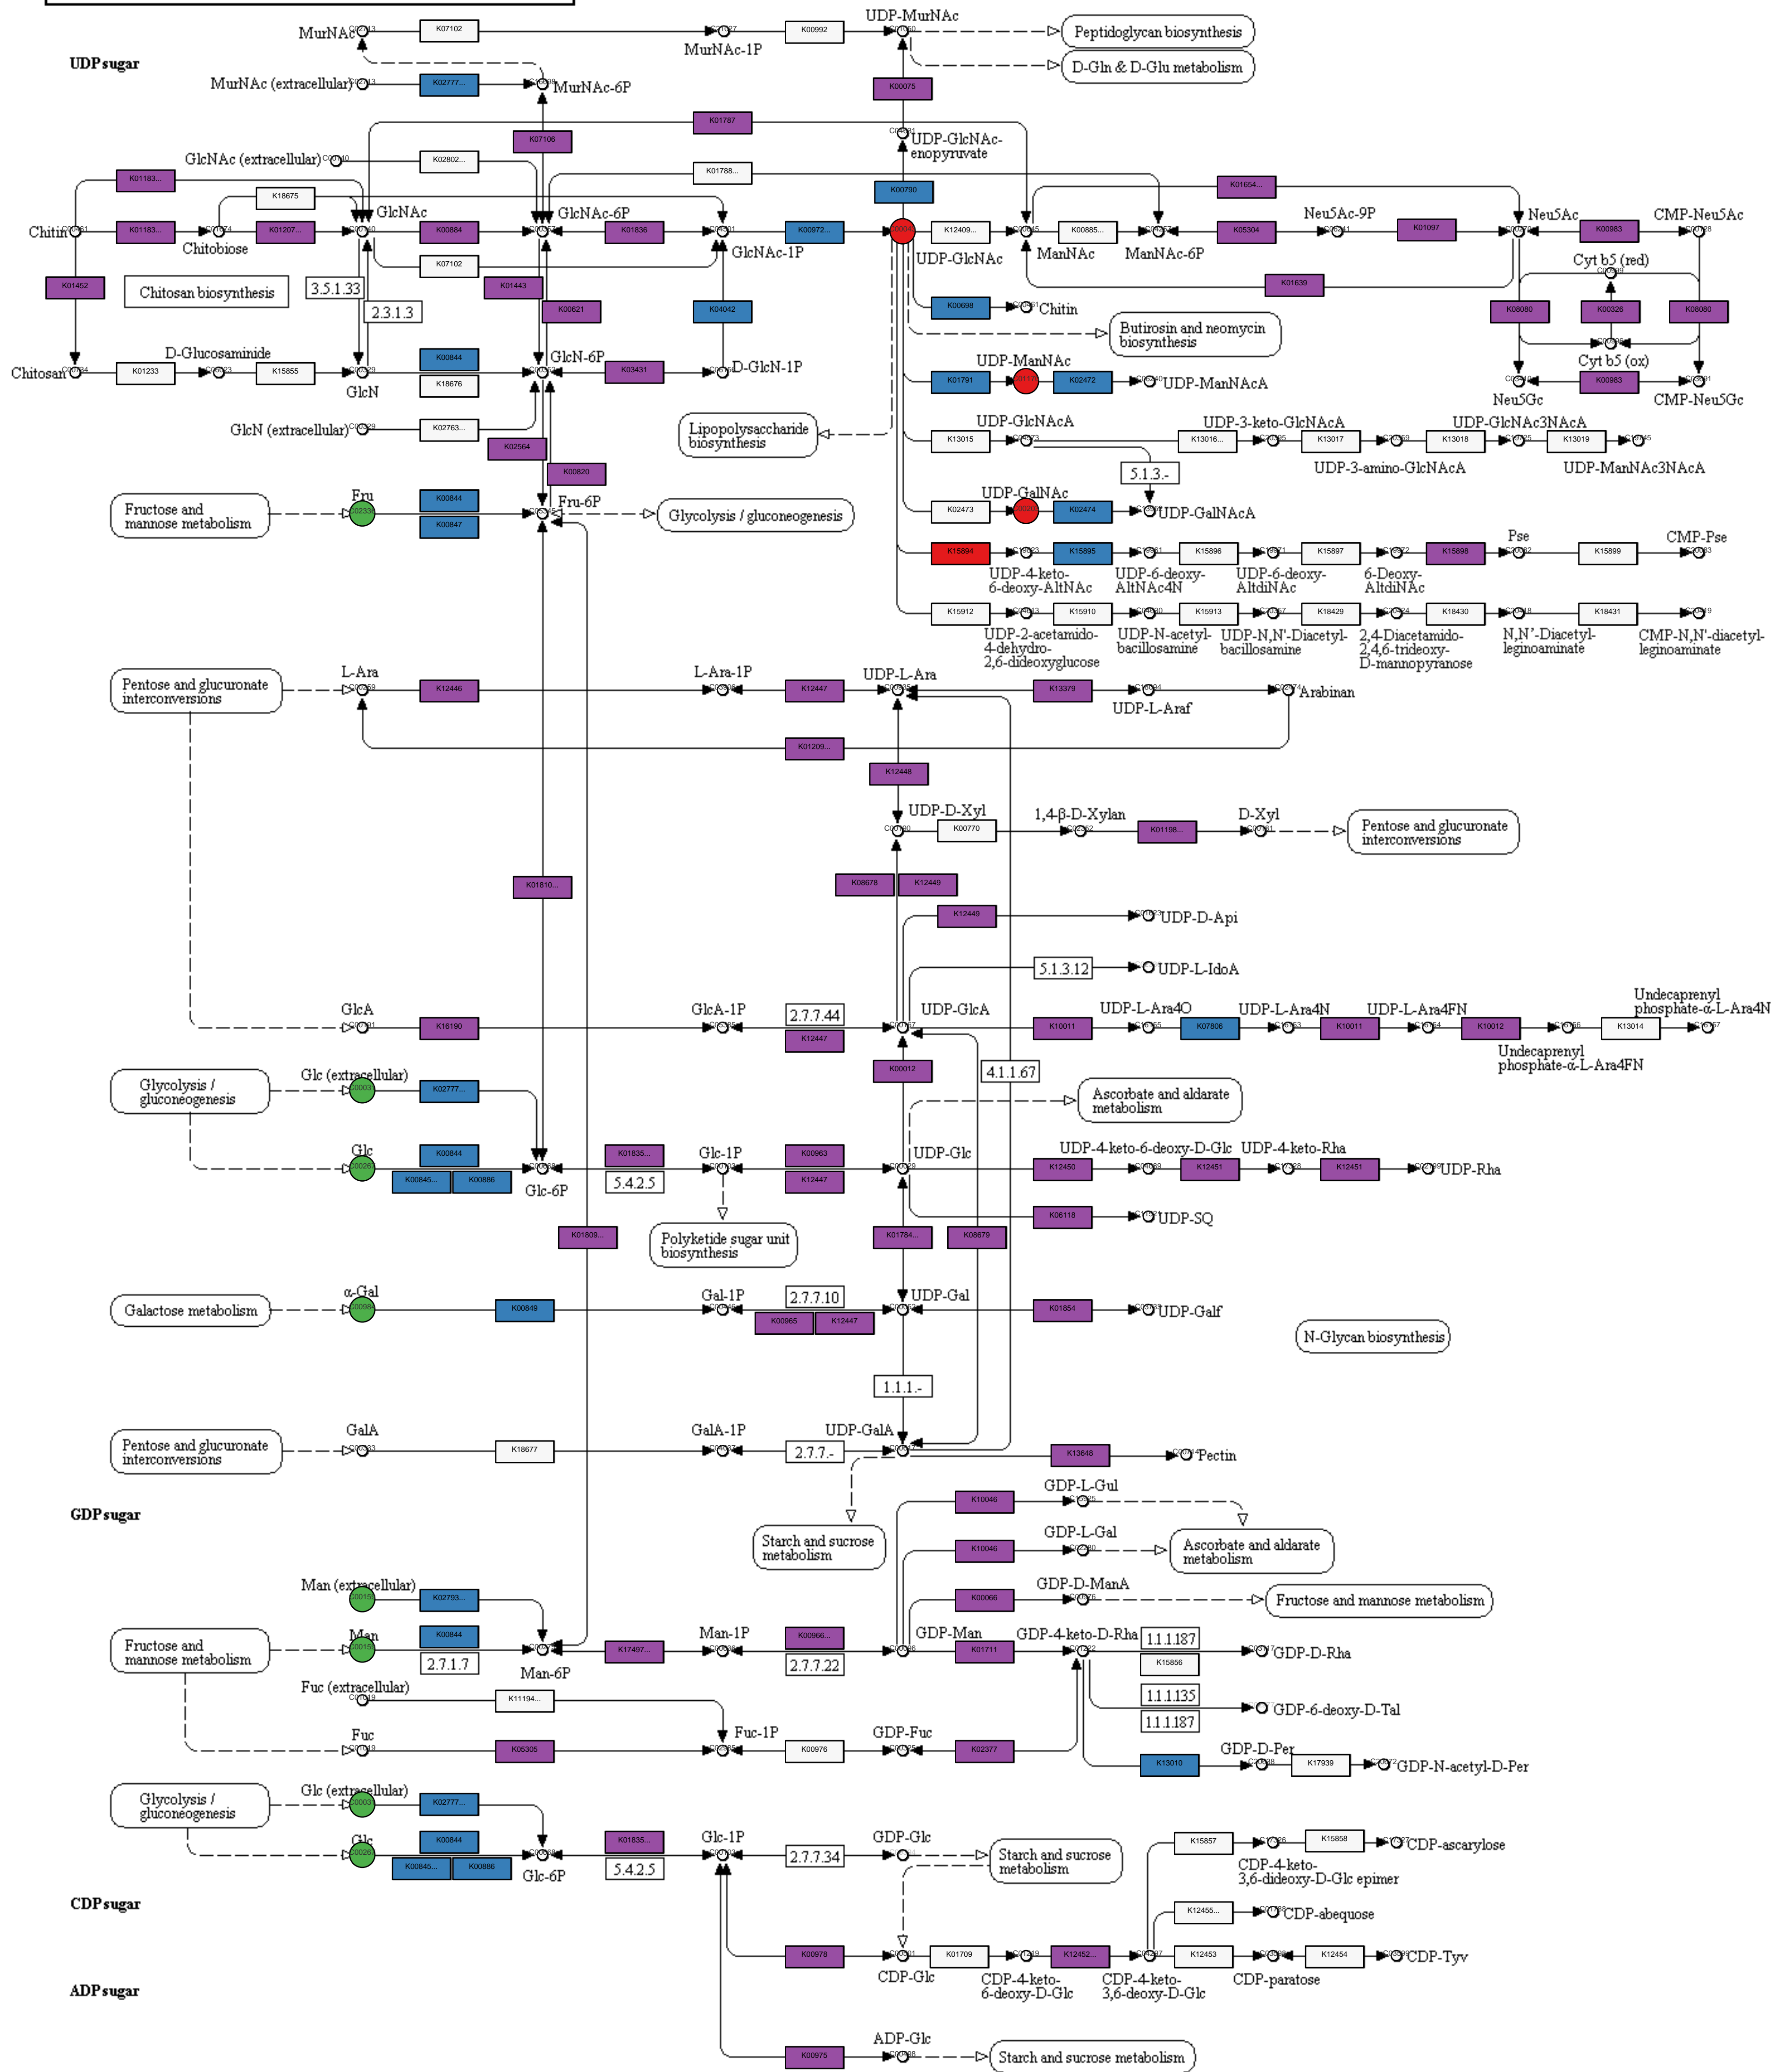 UDP-MurNAc
MurNAc
K07102
K00992
Peptidoglycan biosynthesis
MurNAc-1P
UDP sugar
D-Gln & D-Glu metabolism
MurNAc (extracellular)
K02777...
MurNAc-6P
K00075
K01787
K07106
UDP-GlcNAc-
enopyruvate
GlcNAc (extracellular)
K02802...
K01788...
K01183...
K18675
K00790
K01654...
GlcNAc
GlcNAc-6P
Neu5Ac-9P
Neu5Ac
CMP-Neu5Ac
Chitin
K01183...
K01207...
K00884
K01836
K00972...
K12409...
K00885...
K05304
K01097
K00983
Chitobiose
GlcNAc-1P
UDP-GlcNAc
ManNAc
ManNAc-6P
K07102
Cyt b5 (red)
K01452
Chitosan biosynthesis
3.5.1.33
K01443
K01639
2.3.1.3
K00621
K04042
K00698
Chitin
K08080
K00326
K08080
Butirosin and neomycin
biosynthesis
D-Glucosaminide
K00844
GlcN-6P
UDP-ManNAc
Cyt b5 (ox)
Chitosan
K01233
K15855
K18676
K03431
D-GlcN-1P
K01791
K02472
UDP-ManNAcA
K00983
GlcN
Neu5Gc
CMP-Neu5Gc
GlcN (extracellular)
K02763...
Lipopolysaccharide
biosynthesis
UDP-GlcNAcA
UDP-3-keto-GlcNAcA
UDP-GlcNAc3NAcA
K13015
K13016...
K13017
K13018
K13019
K02564
UDP-3-amino-GlcNAcA
UDP-ManNAc3NAcA
K00820
5.1.3.-
Fru
K00844
Fru-6P
UDP-GalNAc
Fructose and
mannose metabolism
K00847
Glycolysis / gluconeogenesis
K02473
K02474
UDP-GalNAcA
Pse
CMP-Pse
K15894
K15895
K15896
K15897
K15898
K15899
UDP-4-keto-
6-deoxy-AltNAc
UDP-6-deoxy-
AltNAc4N
UDP-6-deoxy-
AltdiNAc
6-Deoxy-
AltdiNAc
K15912
K15910
K15913
K18429
K18430
K18431
UDP-2-acetamido-
4-dehydro-
2,6-dideoxyglucose
UDP-N-acetyl-
bacillosamine
UDP-N,N'-Diacetyl-
bacillosamine
2,4-Diacetamido-
2,4,6-trideoxy-
D-mannopyranose
N,N'-Diacetyl-
leginoaminate
CMP-N,N'-diacetyl-
leginoaminate
L-Ara
L-Ara-1P
UDP-L-Ara
Pentose and glucuronate
interconversions
K12446
K12447
K13379
Arabinan
UDP-L-Araf
K01209...
K12448
UDP-D-Xyl
1,4-β-D-Xylan
D-Xyl
K00770
K01198...
Pentose and glucuronate
interconversions
K01810...
K08678
K12449
K12449
UDP-D-Api
5.1.3.12
UDP-L-IdoA
GlcA
GlcA-1P
2.7.7.44
UDP-GlcA
UDP-L-Ara4O
UDP-L-Ara4N
UDP-L-Ara4FN
Undecaprenyl
phosphate-α-L-Ara4N
K16190
K12447
K10011
K07806
K10011
K10012
K13014
Undecaprenyl
phosphate-α-L-Ara4FN
Glycolysis /
gluconeogenesis
Glc (extracellular)
K02777...
K00012
4.1.1.67
Ascorbate and aldarate
metabolism
Glc
K00844
K01835...
Glc-1P
K00963
UDP-Glc
UDP-4-keto-6-deoxy-D-Glc
UDP-4-keto-Rha
K00845...
K00886
Glc-6P
5.4.2.5
K12447
K12450
K12451
K12451
UDP-Rha
K06118
UDP-SQ
K01809...
Polyketide sugar unit
biosynthesis
K01784...
K08679
α-Gal
Galactose metabolism
K00849
Gal-1P
2.7.7.10
UDP-Gal
K00965
K12447
K01854
UDP-Galf
N-Glycan biosynthesis
1.1.1.-
GalA
GalA-1P
UDP-GalA
Pentose and glucuronate
interconversions
K18677
2.7.7.-
K13648
Pectin
GDP sugar
GDP-L-Gul
K10046
Starch and sucrose
metabolism
GDP-L-Gal
K10046
Ascorbate and aldarate
metabolism
Man (extracellular)
K02793...
GDP-D-ManA
K00066
Fructose and mannose metabolism
Man
K00844
Man-1P
K00966...
GDP-Man
GDP-4-keto-D-Rha
1.1.1.187
Fructose and
mannose metabolism
2.7.1.7
Man-6P
K17497...
2.7.7.22
K01711
K15856
GDP-D-Rha
Fuc (extracellular)
K11194...
1.1.1.135
GDP-6-deoxy-D-Tal
1.1.1.187
Fuc
K05305
Fuc-1P
K00976
GDP-Fuc
K02377
GDP-D-Per
K13010
K17939
GDP-N-acetyl-D-Per
Glycolysis /
gluconeogenesis
Glc (extracellular)
K02777...
Glc
K00844
K01835...
Glc-1P
GDP-Glc
K00845...
K00886
Glc-6P
5.4.2.5
2.7.7.34
Starch and sucrose
metabolism
K15857
K15858
CDP-ascarylose
CDP-4-keto-
3,6-dideoxy-D-Glc epimer
CDP sugar
K12455...
CDP-abequose
K00978
K01709
K12452...
K12453
K12454
CDP-Tyv
CDP-Glc
CDP-4-keto-
6-deoxy-D-Glc
CDP-4-keto-
3,6-deoxy-D-Glc
CDP-paratose
ADP sugar
ADP-Glc
K00975
Starch and sucrose metabolism